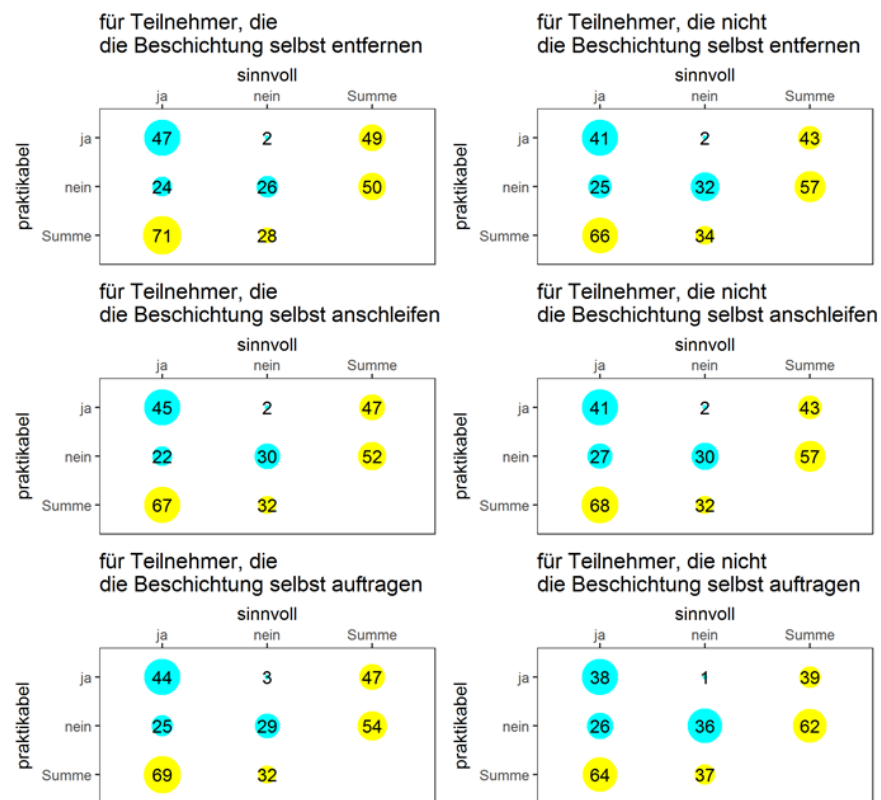 für Teilnehmer, die
die Beschichtung selbst entfernen
sinnvoll
ja nein Summe
praktikabel
ja 47 2 49
nein 24 26 50
Summe 71 28
für Teilnehmer, die nicht
die Beschichtung selbst entfernen
sinnvoll
ja nein Summe
praktikabel
ja 41 2 43
nein 25 32 57
Summe 66 34
für Teilnehmer, die
die Beschichtung selbst anschleifen
sinnvoll
ja nein Summe
praktikabel
ja 45 2 47
nein 22 30 52
Summe 67 32
für Teilnehmer, die nicht
die Beschichtung selbst anschleifen
sinnvoll
ja nein Summe
praktikabel
ja 41 2 43
nein 27 30 57
Summe 68 32
für Teilnehmer, die
die Beschichtung selbst auftragen
sinnvoll
ja nein Summe
praktikabel
ja 44 3 47
nein 25 29 54
Summe 69 32
für Teilnehmer, die nicht
die Beschichtung selbst auftragen
sinnvoll
ja nein Summe
praktikabel
ja 38 1 39
nein 26 36 62
Summe 64 37